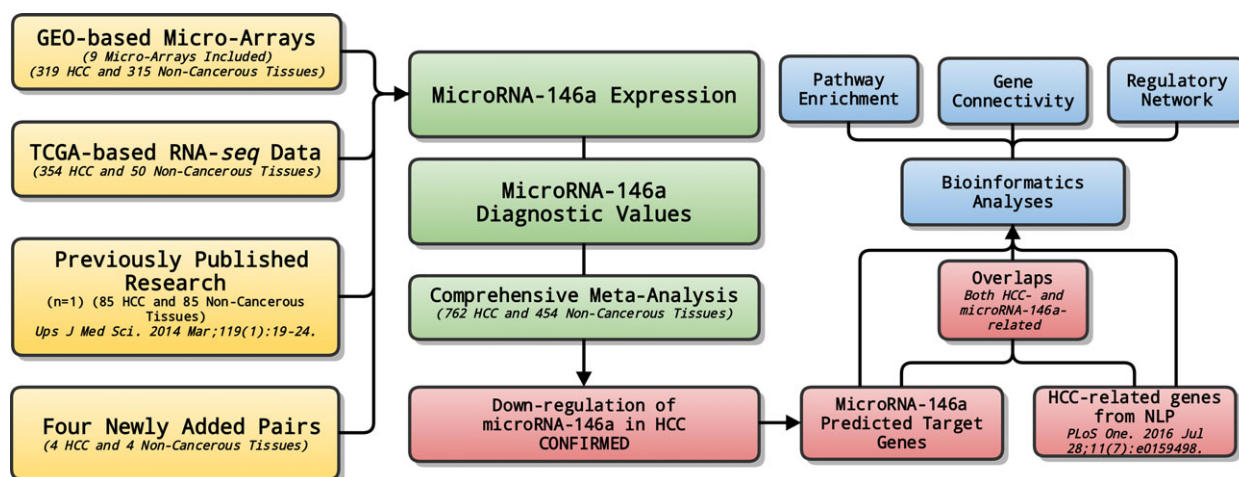 GEO-based Micro-Arrays
(9 Micro-Arrays Included)
(319 HCC and 315 Non-Cancerous Tissues)
TCGA-based RNA-seq Data
(354 HCC and 50 Non-Cancerous Tissues)
Previously Published
Research
(n=1) (85 HCC and 85 Non-Cancerous
Tissues)
Ups J Med Sci. 2014 Mar;119(1):19-24.
Four Newly Added Pairs
(4 HCC and 4 Non-Cancerous Tissues)
MicroRNA-146a Expression
MicroRNA-146a
Diagnostic Values
Comprehensive Meta-Analysis
(762 HCC and 454 Non-Cancerous Tissues)
Down-regulation of
microRNA-146a in HCC
CONFIRMED
Pathway
Enrichment
Gene
Connectivity
Regulatory
Network
Bioinformatics
Analyses
Overlaps
Both HCC- and
microRNA-146a-
related
MicroRNA-146a
Predicted Target
Genes
HCC-related genes
from NLP
PLoS One. 2016 Jul
28;11(7):e0159498.